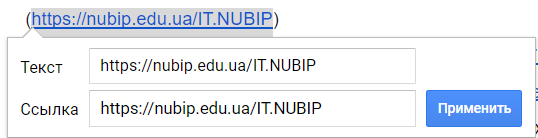 (https://nubip.edu.ua/IT.NUBIP)
Текст https://nubip.edu.ua/IT.NUBIP
Ссылка https://nubip.edu.ua/IT.NUBIP Применить